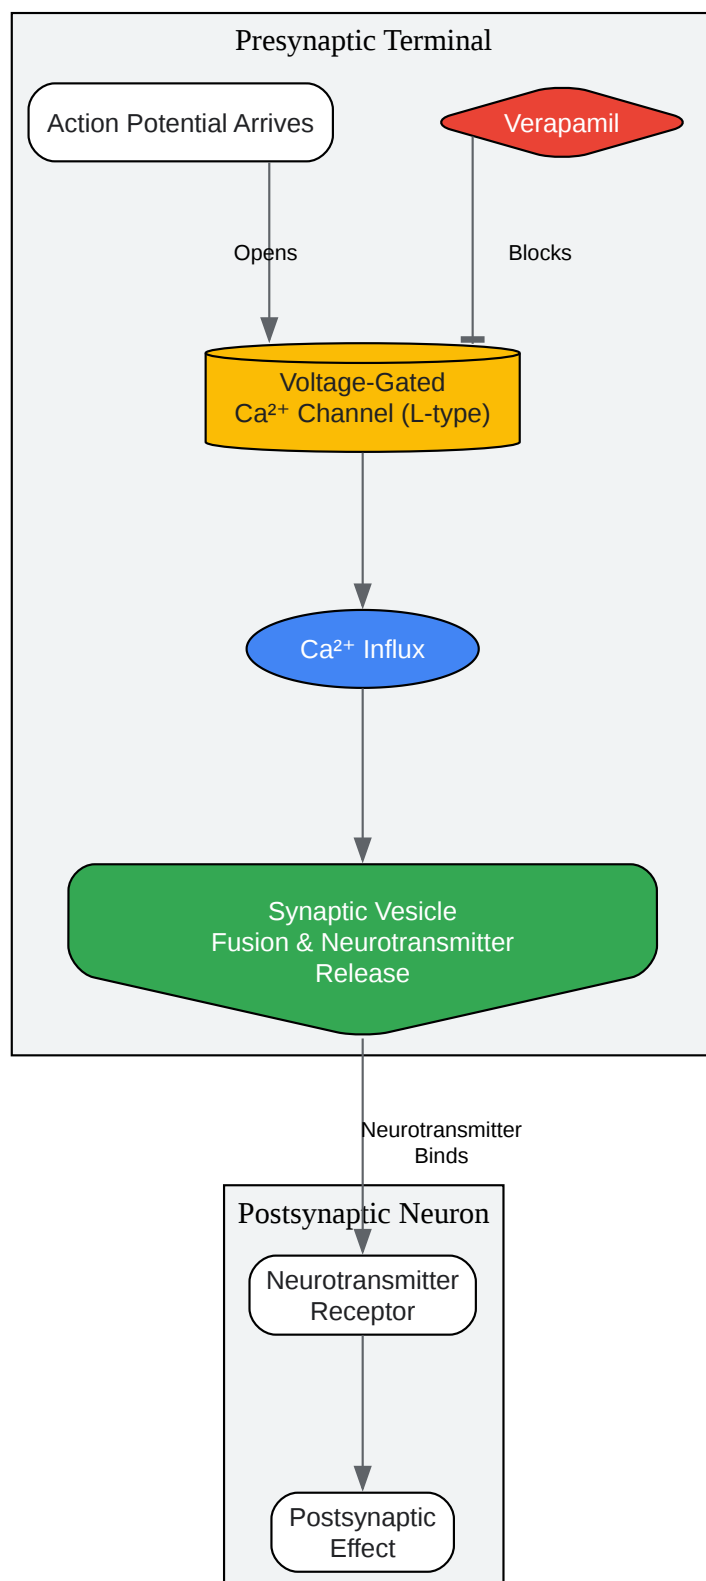 Presynaptic Terminal
Action Potential Arrives
Verapamil
Opens
Blocks
Voltage-Gated
Ca²⁺ Channel (L-type)
Ca²⁺ Influx
Synaptic Vesicle
Fusion & Neurotransmitter
Release
Neurotransmitter
Binds
Postsynaptic Neuron
Neurotransmitter
Receptor
Postsynaptic
Effect